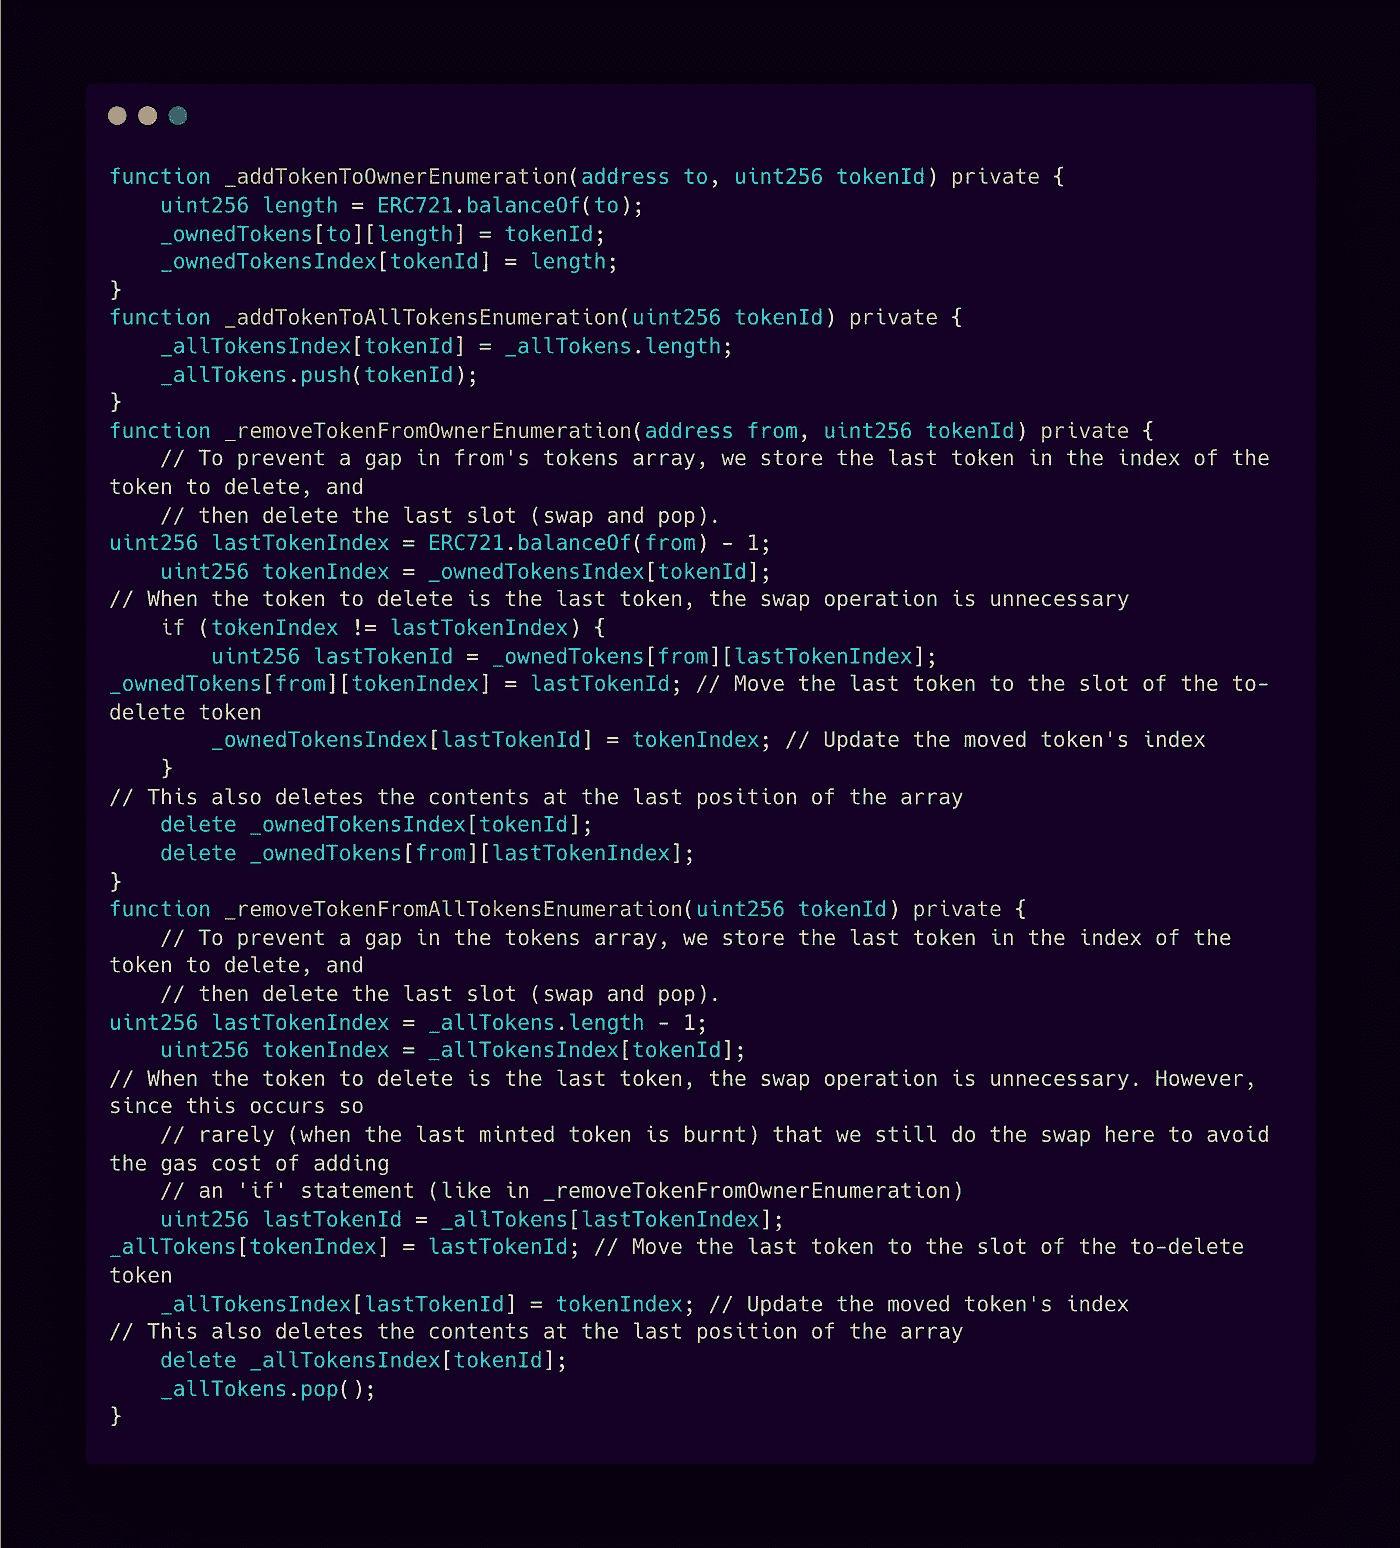 function _addTokenToOwnerEnumeration(address to, uint256 tokenId) private {
    uint256 length = ERC721.balanceOf(to);
    _ownedTokens[to][length] = tokenId;
    _ownedTokensIndex[tokenId] = length;
}
function _addTokenToAllTokensEnumeration(uint256 tokenId) private {
    _allTokensIndex[tokenId] = _allTokens.length;
    _allTokens.push(tokenId);
}
function _removeTokenFromOwnerEnumeration(address from, uint256 tokenId) private {
    // To prevent a gap in from's tokens array, we store the last token in the index of the
token to delete, and
    // then delete the last slot (swap and pop).
uint256 lastTokenIndex = ERC721.balanceOf(from) - 1;
    uint256 tokenIndex = _ownedTokensIndex[tokenId];
// When the token to delete is the last token, the swap operation is unnecessary
    if (tokenIndex != lastTokenIndex) {
        uint256 lastTokenId = _ownedTokens[from][lastTokenIndex];
_ownedTokens[from][tokenIndex] = lastTokenId; // Move the last token to the slot of the to-
delete token
        _ownedTokensIndex[lastTokenId] = tokenIndex; // Update the moved token's index
    }
// This also deletes the contents at the last position of the array
    delete _ownedTokensIndex[tokenId];
    delete _ownedTokens[from][lastTokenIndex];
}
function _removeTokenFromAllTokensEnumeration(uint256 tokenId) private {
    // To prevent a gap in the tokens array, we store the last token in the index of the
token to delete, and
    // then delete the last slot (swap and pop).
uint256 lastTokenIndex = _allTokens.length - 1;
    uint256 tokenIndex = _allTokensIndex[tokenId];
// When the token to delete is the last token, the swap operation is unnecessary. However,
since this occurs so
    // rarely (when the last minted token is burnt) that we still do the swap here to avoid
the gas cost of adding
    // an 'if' statement (like in _removeTokenFromOwnerEnumeration)
    uint256 lastTokenId = _allTokens[lastTokenIndex];
_allTokens[tokenIndex] = lastTokenId; // Move the last token to the slot of the to-delete
token
    _allTokensIndex[lastTokenId] = tokenIndex; // Update the moved token's index
// This also deletes the contents at the last position of the array
    delete _allTokensIndex[tokenId];
    _allTokens.pop();
}